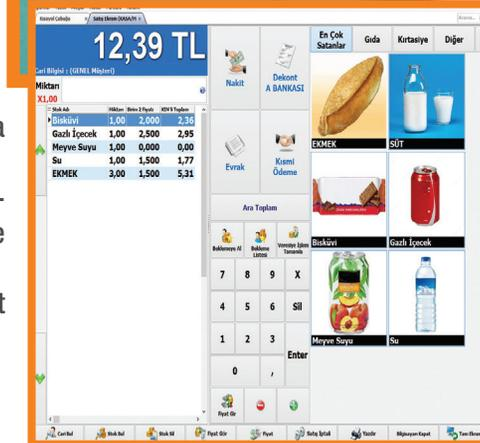 Satış Ekranı (KASA/M
Arama...
12,39 TL
Cari Bilgisi : (GENEL Müşteri)
Miktarı
X1,00
Stok Adı Miktarı Birim 2 Fiyatı KDV'li Toplam
Bisküvi 1,00 2,000 2,36
Gazlı İçecek 1,00 2,500 2,95
Meyve Suyu 1,00 0,000 0,00
Su 1,00 1,500 1,77
EKMEK 3,00 1,500 5,31
Nakit
Dekont
A BANKASI
Evrak
Kısmi
Ödeme
Ara Toplam
Beklemeye Al
Bekleme
Listesi
Veresiye İşlem
Tamamla
7 8 9 X
4 5 6 Sil
1 2 3
Enter
0 ,
Fiyat Gir
En Çok
Satanlar
Gıda
Kırtasiye
Diğer
EKMEK
SÜT
Bisküvi
Gazlı İçecek
Meyve Suyu
Su
Cari Bul
Stok Bul
Stok Sil
Fiyat Gör
Fiyat
Satış İptali
Yazdır
Bilgisayarı Kapat
Tam Ekran